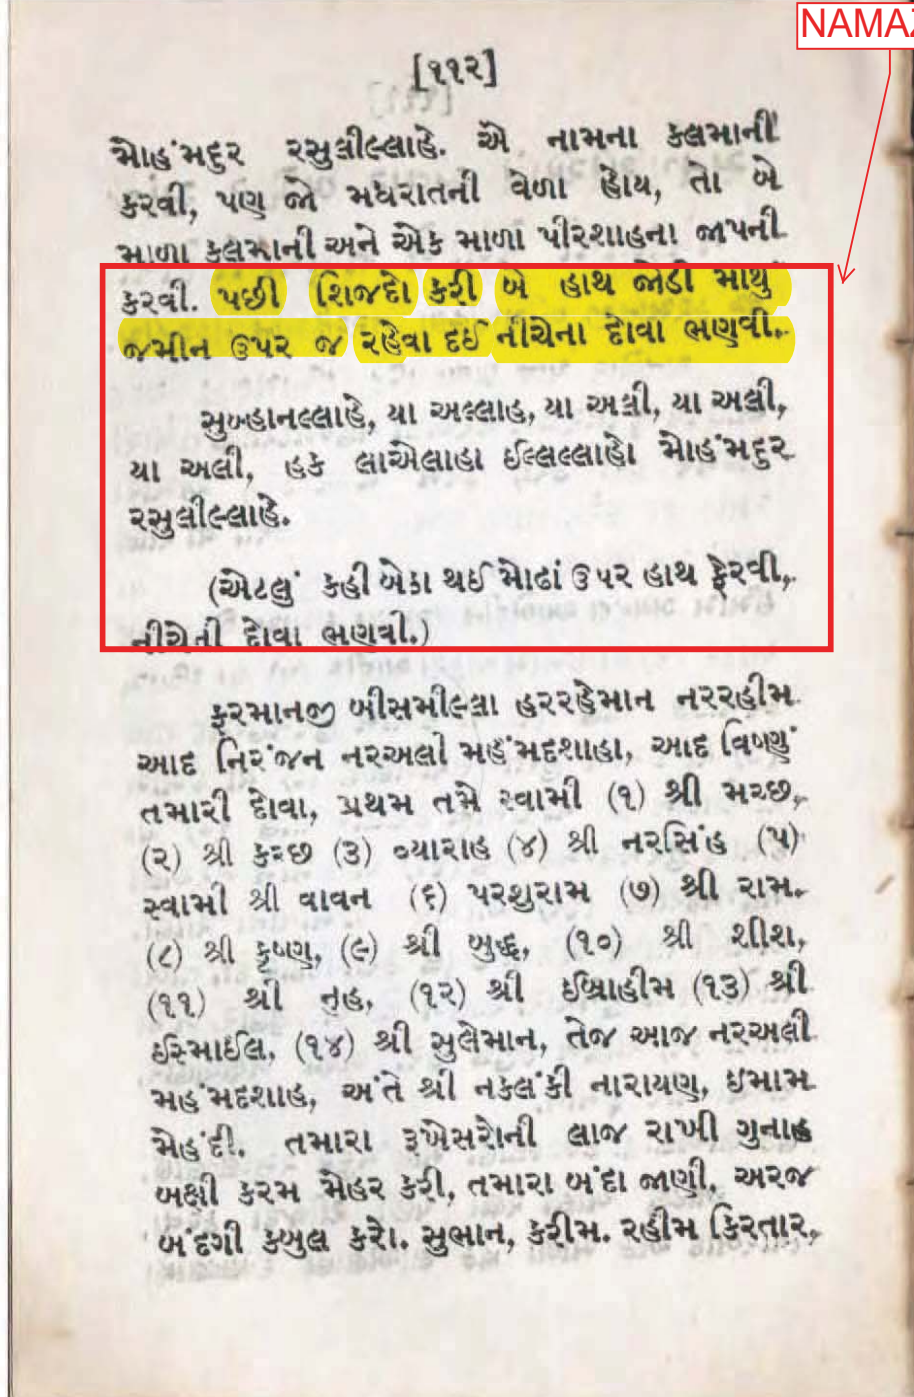 NAMAZ
[૧૧૨]
મોહંમદુર રસુલીલ્લાહે. એ નામના કલમાની
કરવી, પણ જો મધરાતની વેળા હોય, તો બે
માળા કલમાની અને એક માળા પીરશાહના જાપની
કરવી. પછી શિજદો કરી બે હાથ જોડી માથું
જમીન ઉપર જ રહેવા દઈ નીચેના દોવા ભણવી.
સુબ્હાનલ્લાહે, યા અલ્લાહ, યા અલી, યા અલી,
યા અલી, હક લાએલાહા ઈલ્લલ્લાહો મોહંમદુર
રસુલીલ્લાહે.
(એટલું કહી બેઠા થઈ મોઢાં ઉપર હાથ ફેરવી,
નીચેની દોવા ભણવી.)
ફરમાનજી બીસમીલ્લા હરરહેમાન નરરહીમ
આદ નિરંજન નરઅલી મહંમદશાહા, આદ વિષ્ણું
તમારી દોવા, પ્રથમ તમે સ્વામી (૧) શ્રી મચ્છ,
(૨) શ્રી કચ્છ (૩) વ્યારાહ (૪) શ્રી નરસિંહ (૫)
સ્વામી શ્રી વાવન (૬) પરશુરામ (૭) શ્રી રામ.
(૮) શ્રી કૃષ્ણ, (૯) શ્રી બુદ્ધ, (૧૦) શ્રી શીશ,
(૧૧) શ્રી નુહ, (૧૨) શ્રી ઈબ્રાહીમ (૧૩) શ્રી
ઈસ્માઈલ, (૧૪) શ્રી સુલેમાન, તેજ આજ નરઅલી
મહંમદશાહ, અંતે શ્રી નકલંકી નારાયણ, ઇમામ
મેહંદી. તમારા રૂખેસરોની લાજ રાખી ગુનાહ
બક્ષી કરમ મેહર કરી, તમારા બંદા જાણી, અરજ
બંદગી કબુલ કરો. સુભાન, કરીમ. રહીમ કિરતાર,